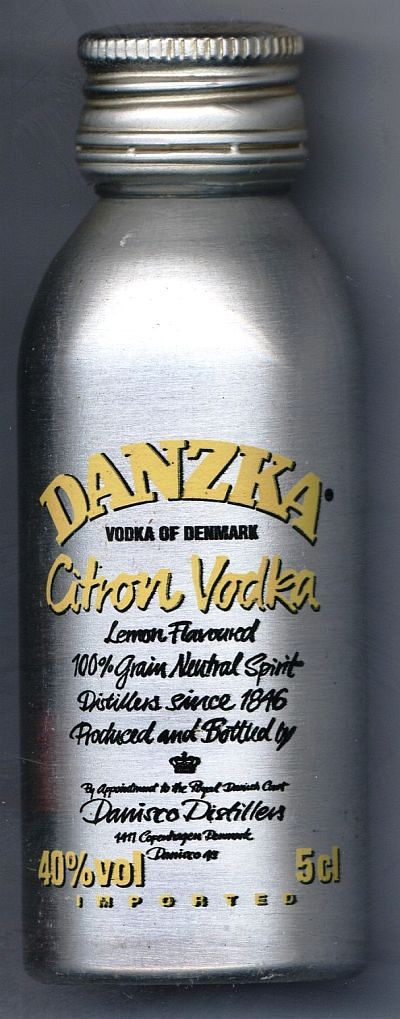 DANZKA
VODKA OF DENMARK
Citron Vodka
Lemon Flavoured
100% Grain Neutral Spirit
Distillers since 1846
Produced and Bottled by
By Appointment to the Royal Danish Court
Danisco Distillers
1411 Copenhagen Denmark
Danisco A/S
40%vol 5cl
IMPORTED